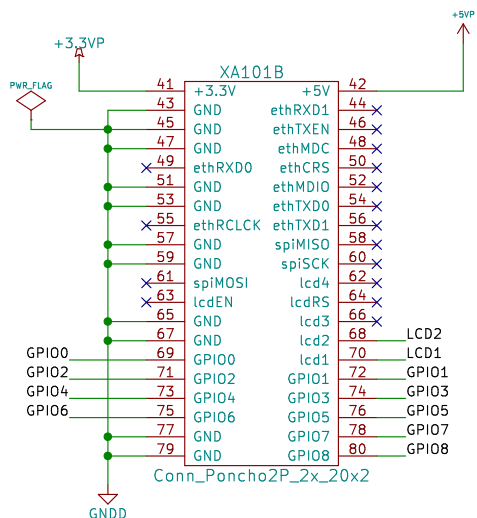 +5VP
+3.3VP
PWR_FLAG
XA101B
41 +3.3V +5V 42
43 GND ethRXD1 44
45 GND ethTXEN 46
47 GND ethMDC 48
49 ethRXD0 ethCRS 50
51 GND ethMDIO 52
53 GND ethTXD0 54
55 ethRCLCK ethTXD1 56
57 GND spiMISO 58
59 GND spiSCK 60
61 spiMOSI lcd4 62
63 lcdEN lcdRS 64
65 GND lcd3 66
67 GND lcd2 68 LCD2
GPIO0 69 GPIO0 lcd1 70 LCD1
GPIO2 71 GPIO2 GPIO1 72 GPIO1
GPIO4 73 GPIO4 GPIO3 74 GPIO3
GPIO6 75 GPIO6 GPIO5 76 GPIO5
77 GND GPIO7 78 GPIO7
79 GND GPIO8 80 GPIO8
Conn_Poncho2P_2x_20x2
GNDD